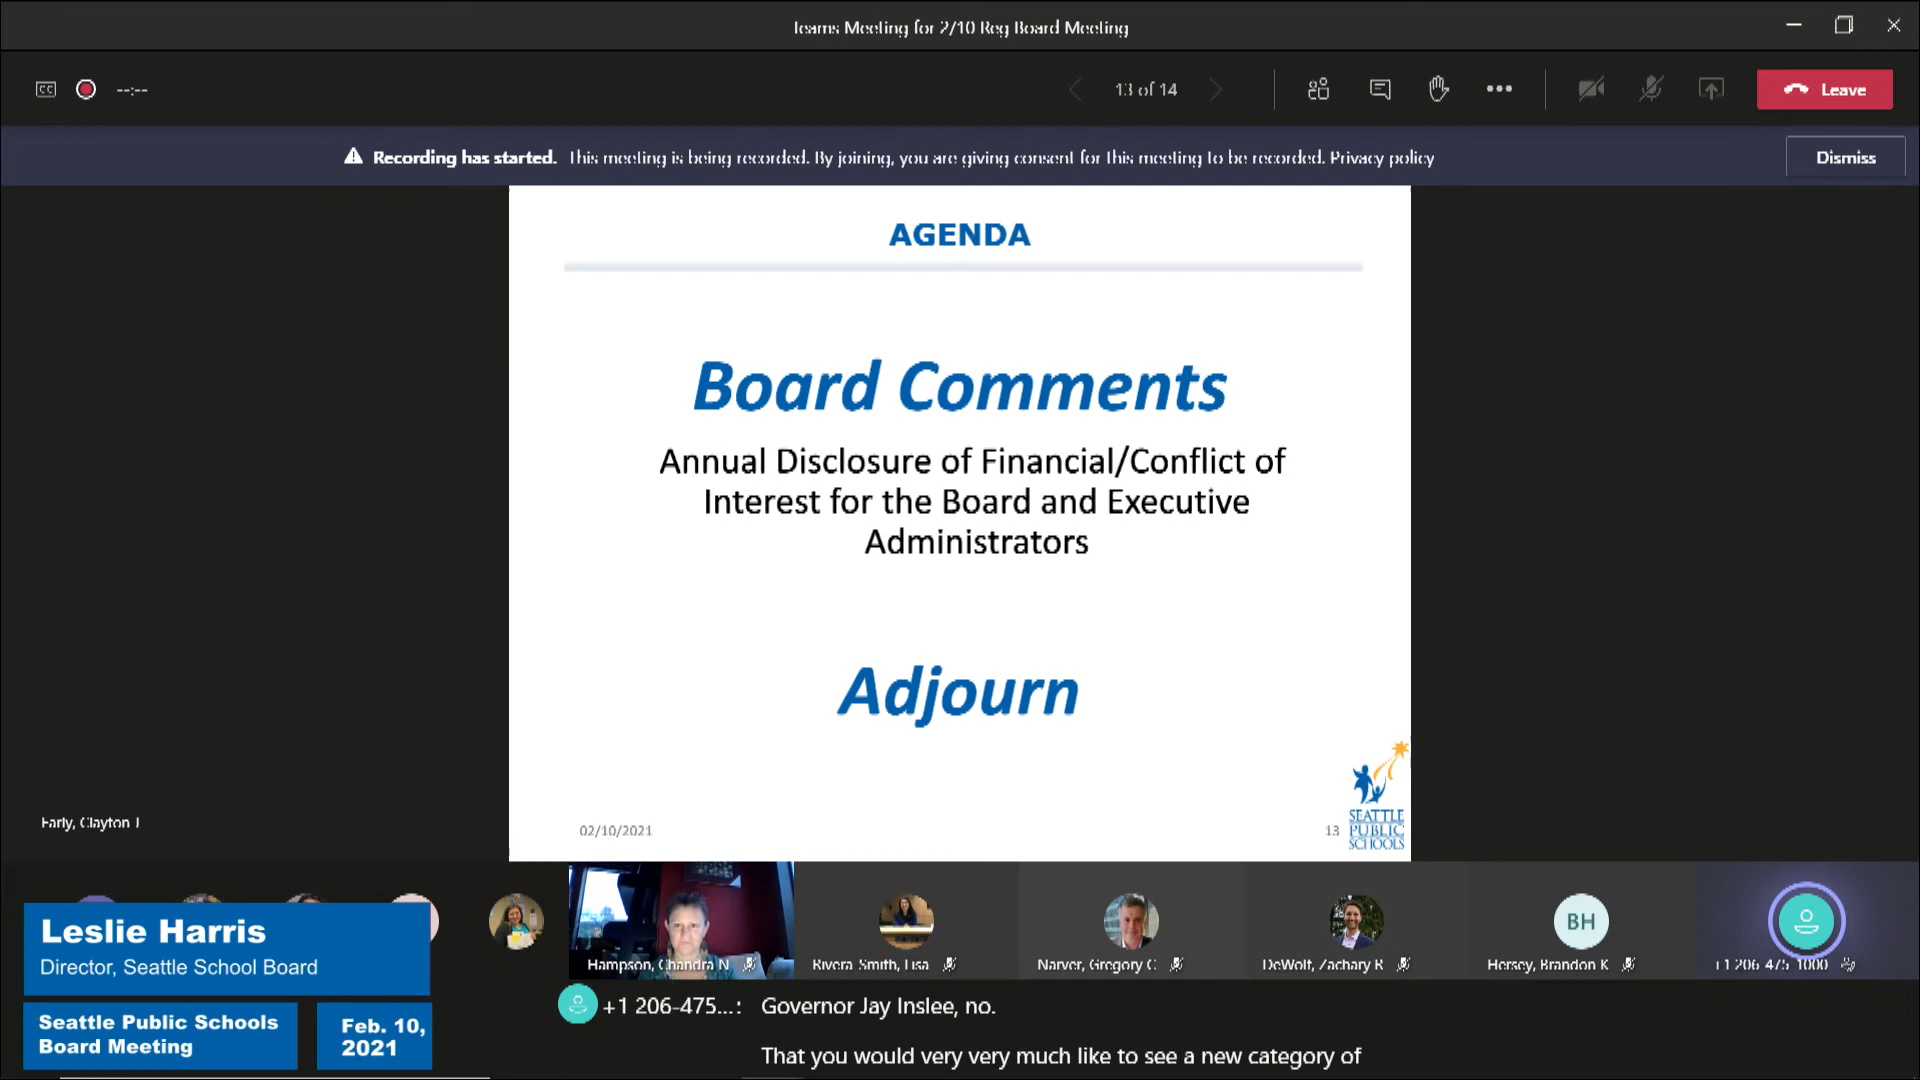 Teams Meeting for 2/10 Reg Board Meeting
CC
--:--
13 of 14
Leave
Recording has started. This meeting is being recorded. By joining, you are giving consent for this meeting to be recorded. Privacy policy
Dismiss
AGENDA
Board Comments
Annual Disclosure of Financial/Conflict of
Interest for the Board and Executive
Administrators
Adjourn
02/10/2021
13
SEATTLE
PUBLIC
SCHOOLS
Early, Clayton J
Hampson, Chandra N
Rivera-Smith, Lisa
Narver, Gregory C
DeWolf, Zachary R
BH
Hersey, Brandon K
+1 206-475-1000
Leslie Harris
Director, Seattle School Board
Seattle Public Schools
Board Meeting
Feb. 10,
2021
+1 206-475...: Governor Jay Inslee, no.
That you would very very much like to see a new category of